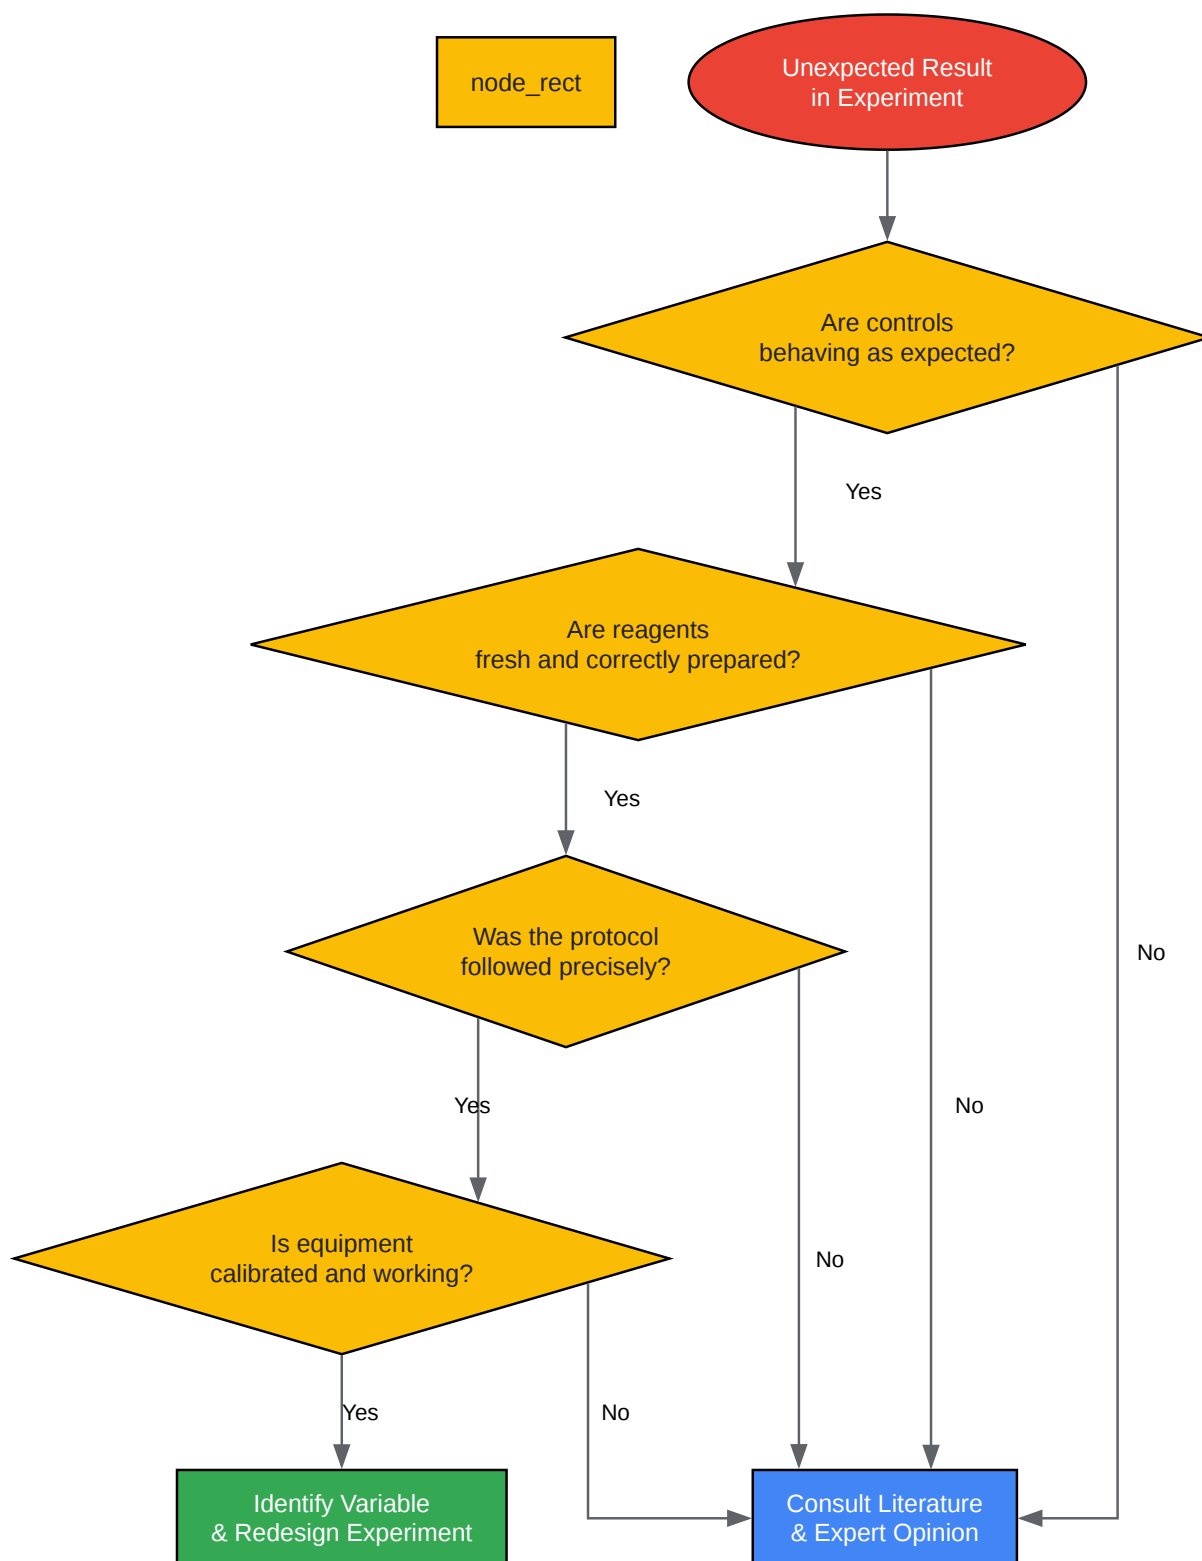 node_rect
Unexpected Result
in Experiment
Are controls
behaving as expected?
Yes
Are reagents
fresh and correctly prepared?
Yes
Was the protocol
followed precisely?
No
Yes
No
Is equipment
calibrated and working?
No
Yes
No
Identify Variable
& Redesign Experiment
Consult Literature
& Expert Opinion